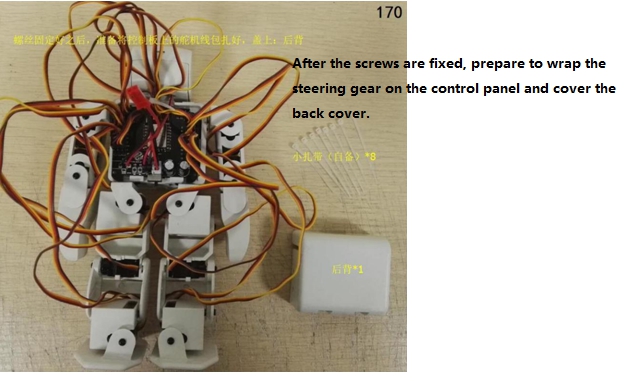 170
螺丝固定好之后，准备将控制板上的舵机线包扎好，盖上：后背
After the screws are fixed, prepare to wrap the
steering gear on the control panel and cover the
back cover.
小扎带（自备）*8
后背*1